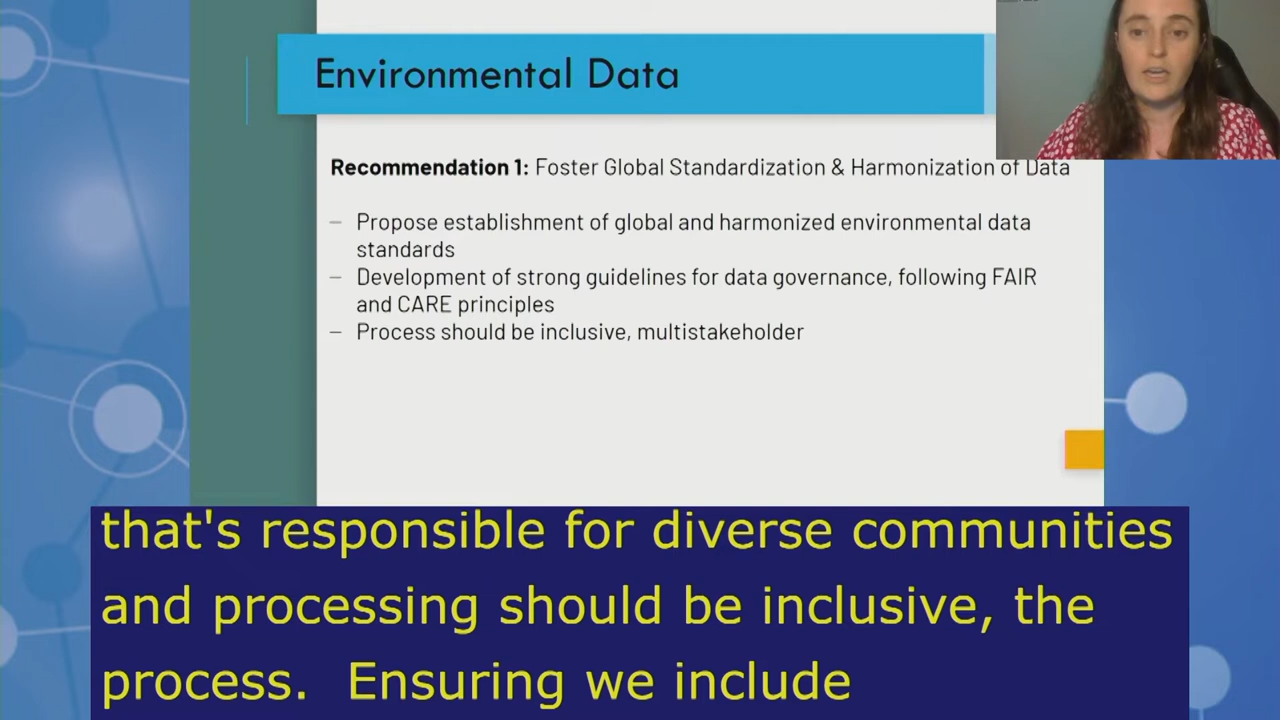 Environmental Data
Recommendation 1: Foster Global Standardization & Harmonization of Data
– Propose establishment of global and harmonized environmental data
standards
– Development of strong guidelines for data governance, following FAIR
and CARE principles
– Process should be inclusive, multistakeholder
that's responsible for diverse communities
and processing should be inclusive, the
process.  Ensuring we include